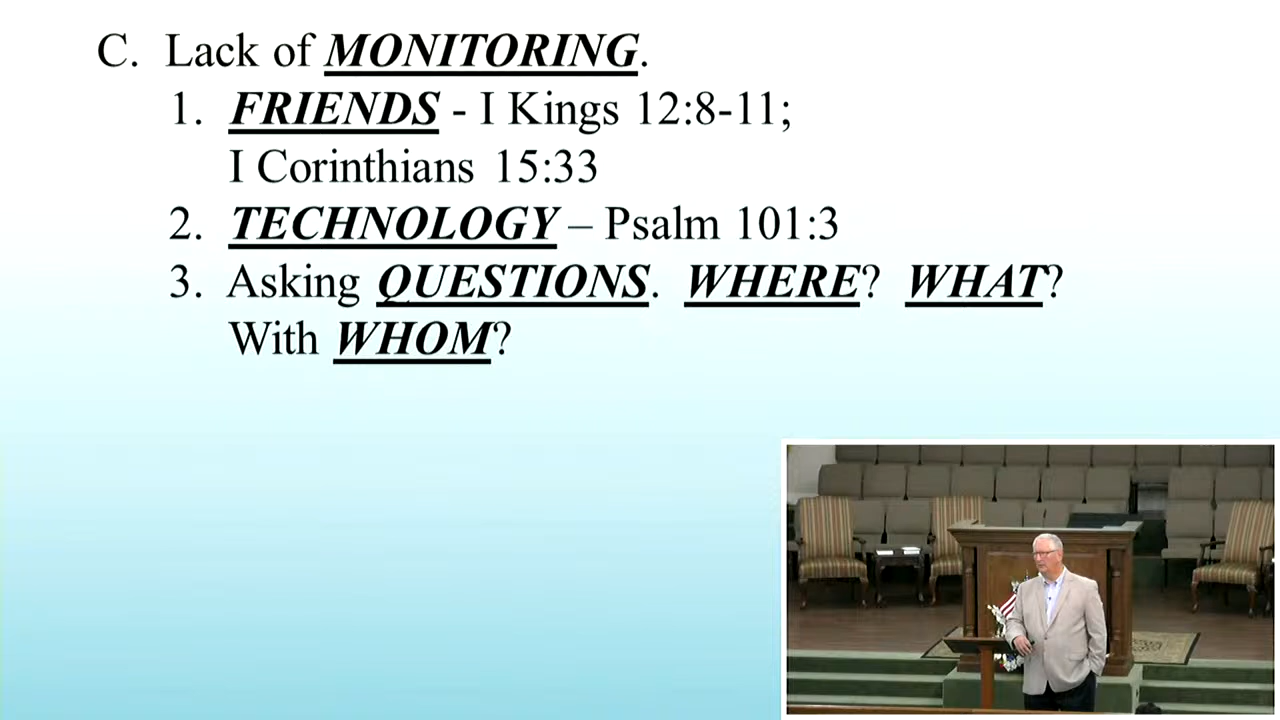 C. Lack of MONITORING.
1. FRIENDS - I Kings 12:8-11;
I Corinthians 15:33
2. TECHNOLOGY – Psalm 101:3
3. Asking QUESTIONS. WHERE? WHAT?
With WHOM?